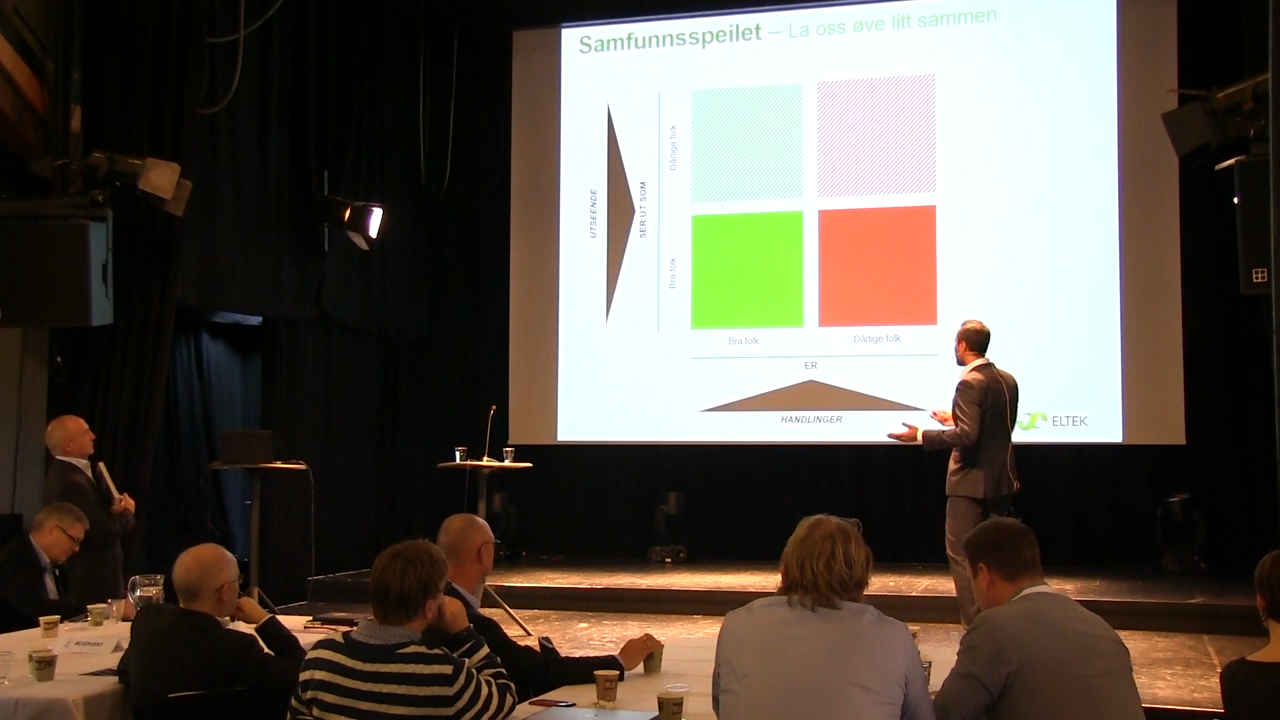 Samfunnsspeilet – La oss øve litt sammen
UTSEENDE
SER UT SOM
Dårlige folk
Bra folk
Bra folk
Dårlige folk
ER
HANDLINGER
ELTEK
RESERVERT